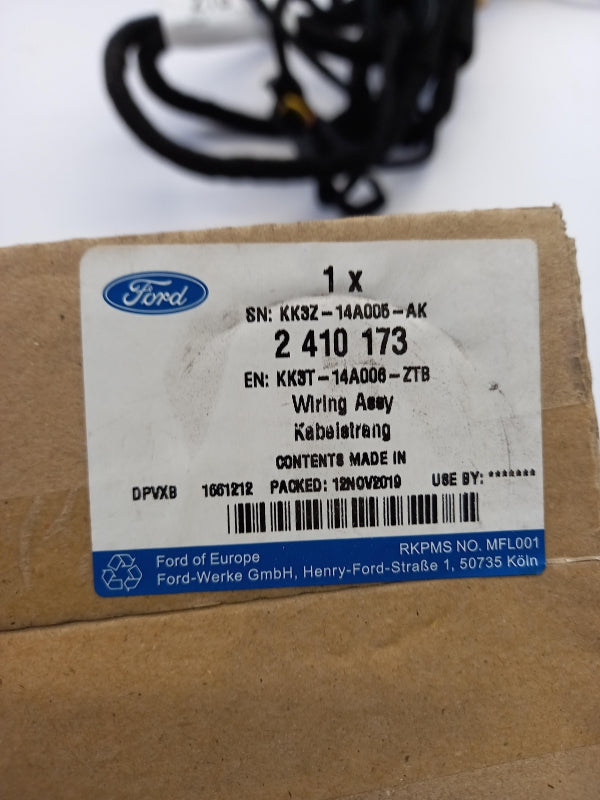 Ford
1 x
SN: KK3Z-14A005-AK
2 410 173
EN: KK3T-14A006-ZTB
Wiring Assy
Kabelstrang
CONTENTS MADE IN
DPVXB 1661212 PACKED: 12NOV2019 USE BY: *******
RKPMS NO. MFL001
Ford of Europe
Ford-Werke GmbH, Henry-Ford-Straße 1, 50735 Köln